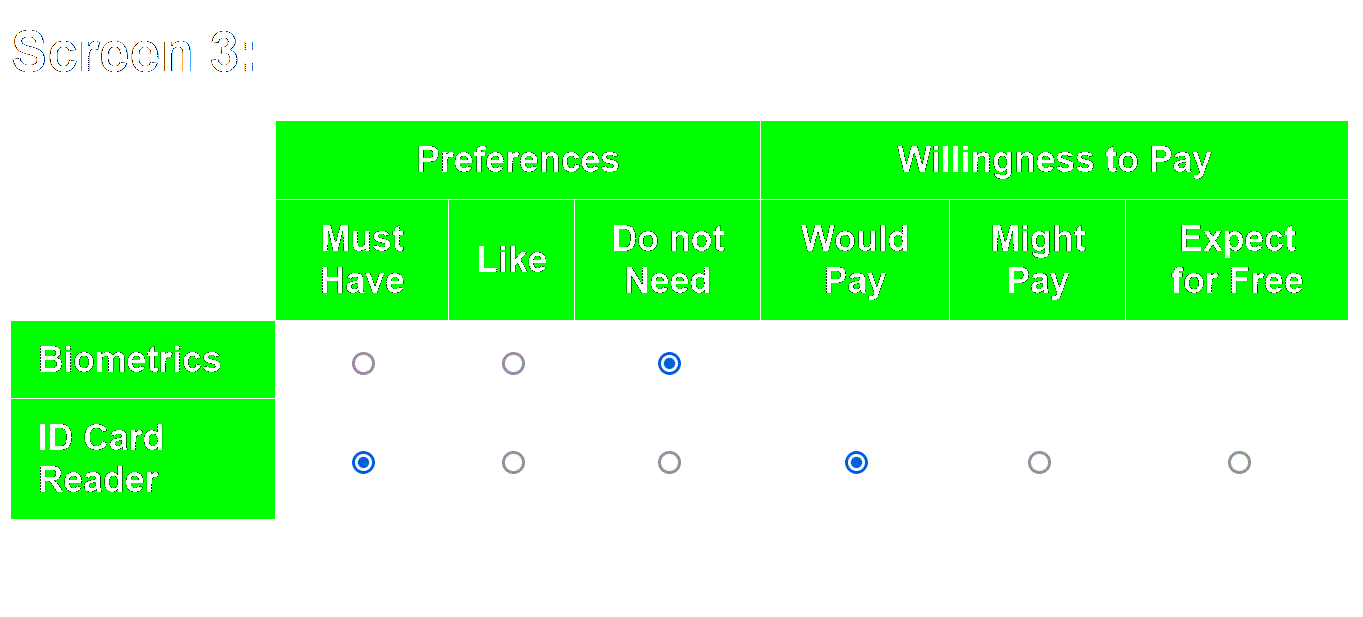 Screen 3:
Preferences Willingness to Pay
Must Have Like Do not Need Would Pay Might Pay Expect for Free
Biometrics
ID Card
Reader